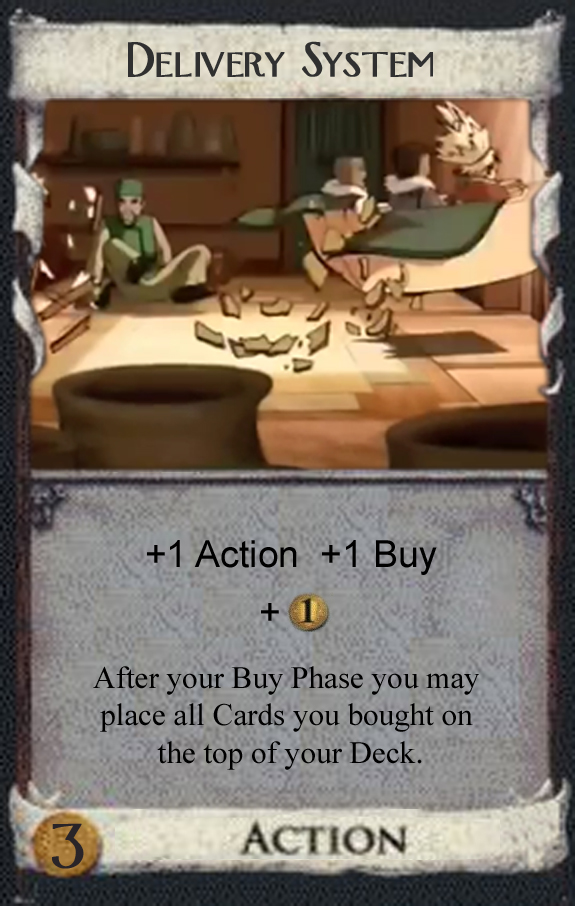 Delivery System
+1 Action +1 Buy
+ 1
After your Buy Phase you may
place all Cards you bought on
the top of your Deck.
3 Action